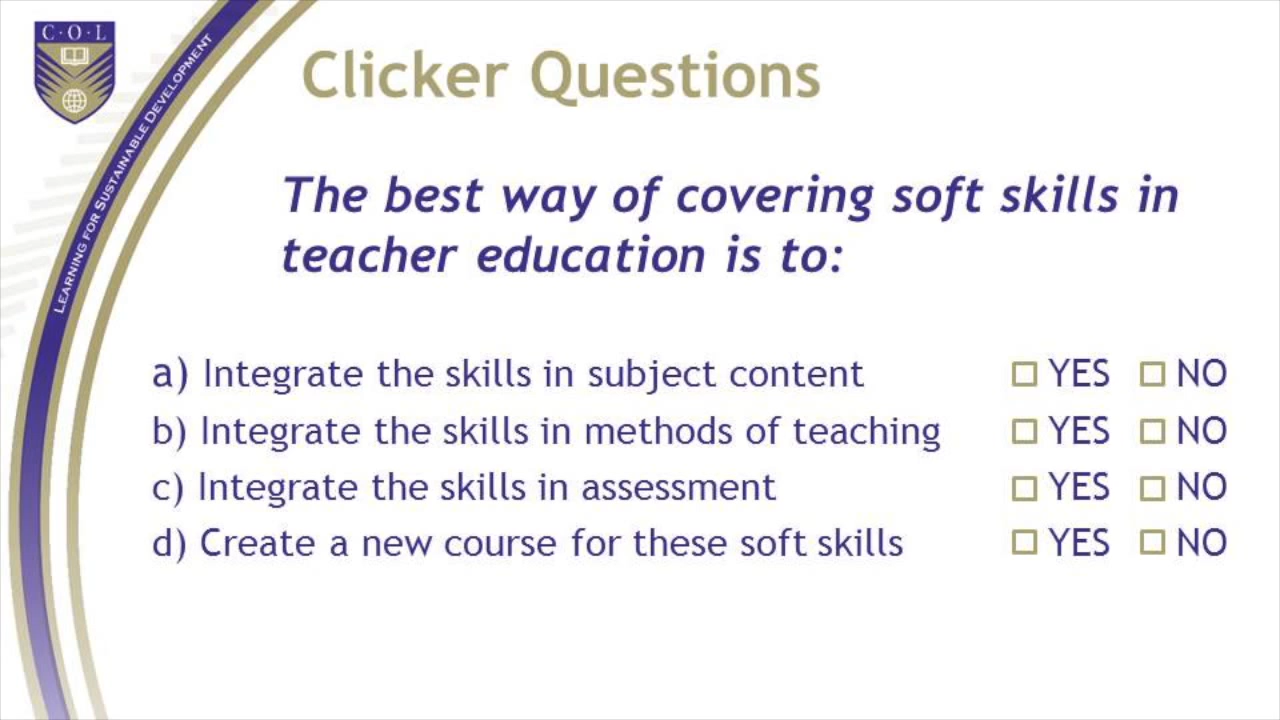 C·O·L
LEARNING FOR SUSTAINABLE DEVELOPMENT
Clicker Questions
The best way of covering soft skills in
teacher education is to:
a) Integrate the skills in subject content □ YES □ NO
b) Integrate the skills in methods of teaching □ YES □ NO
c) Integrate the skills in assessment □ YES □ NO
d) Create a new course for these soft skills □ YES □ NO